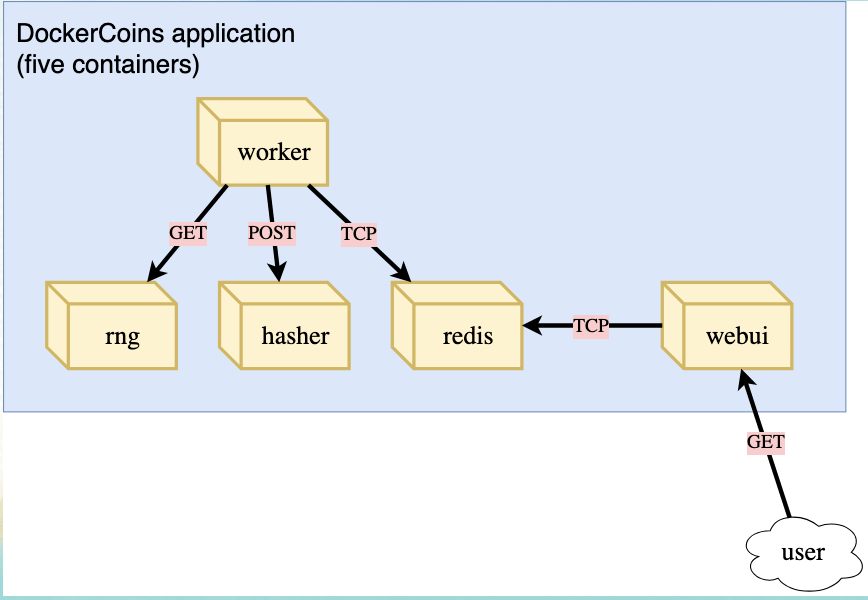 DockerCoins application
(five containers)
worker
GET
POST
TCP
rng
hasher
redis
TCP
webui
GET
user